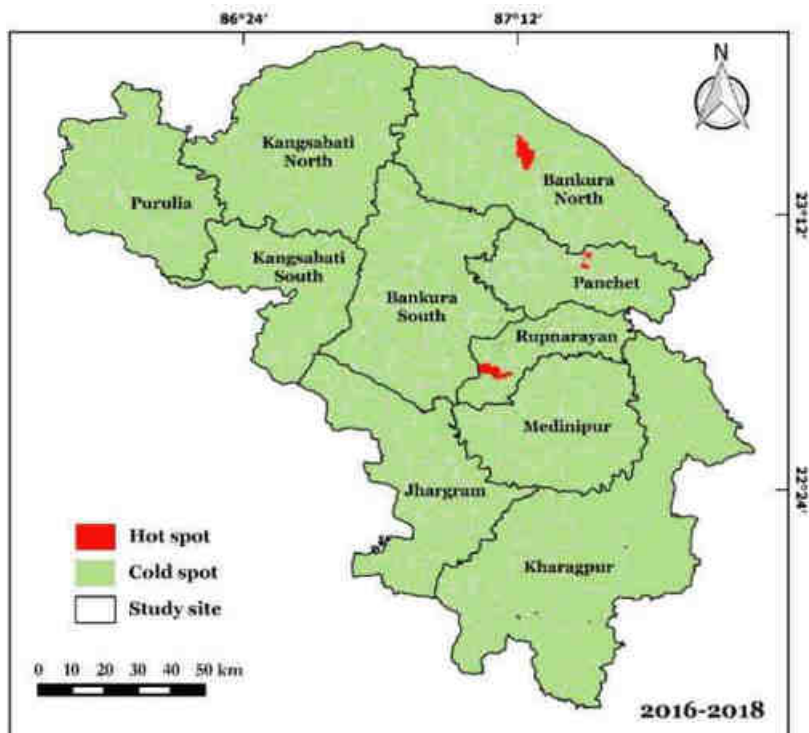 86°24′ 87°12′
N
Kangsabati
North
Bankura
North
Purulia
23°12′
Kangsabati
South
Panchet
Bankura
South
Rupnarayan
Medinipur
22°24′
Jhargram
Hot spot
Cold spot
Kharagpur
Study site
0 10 20 30 40 50 km
2016-2018